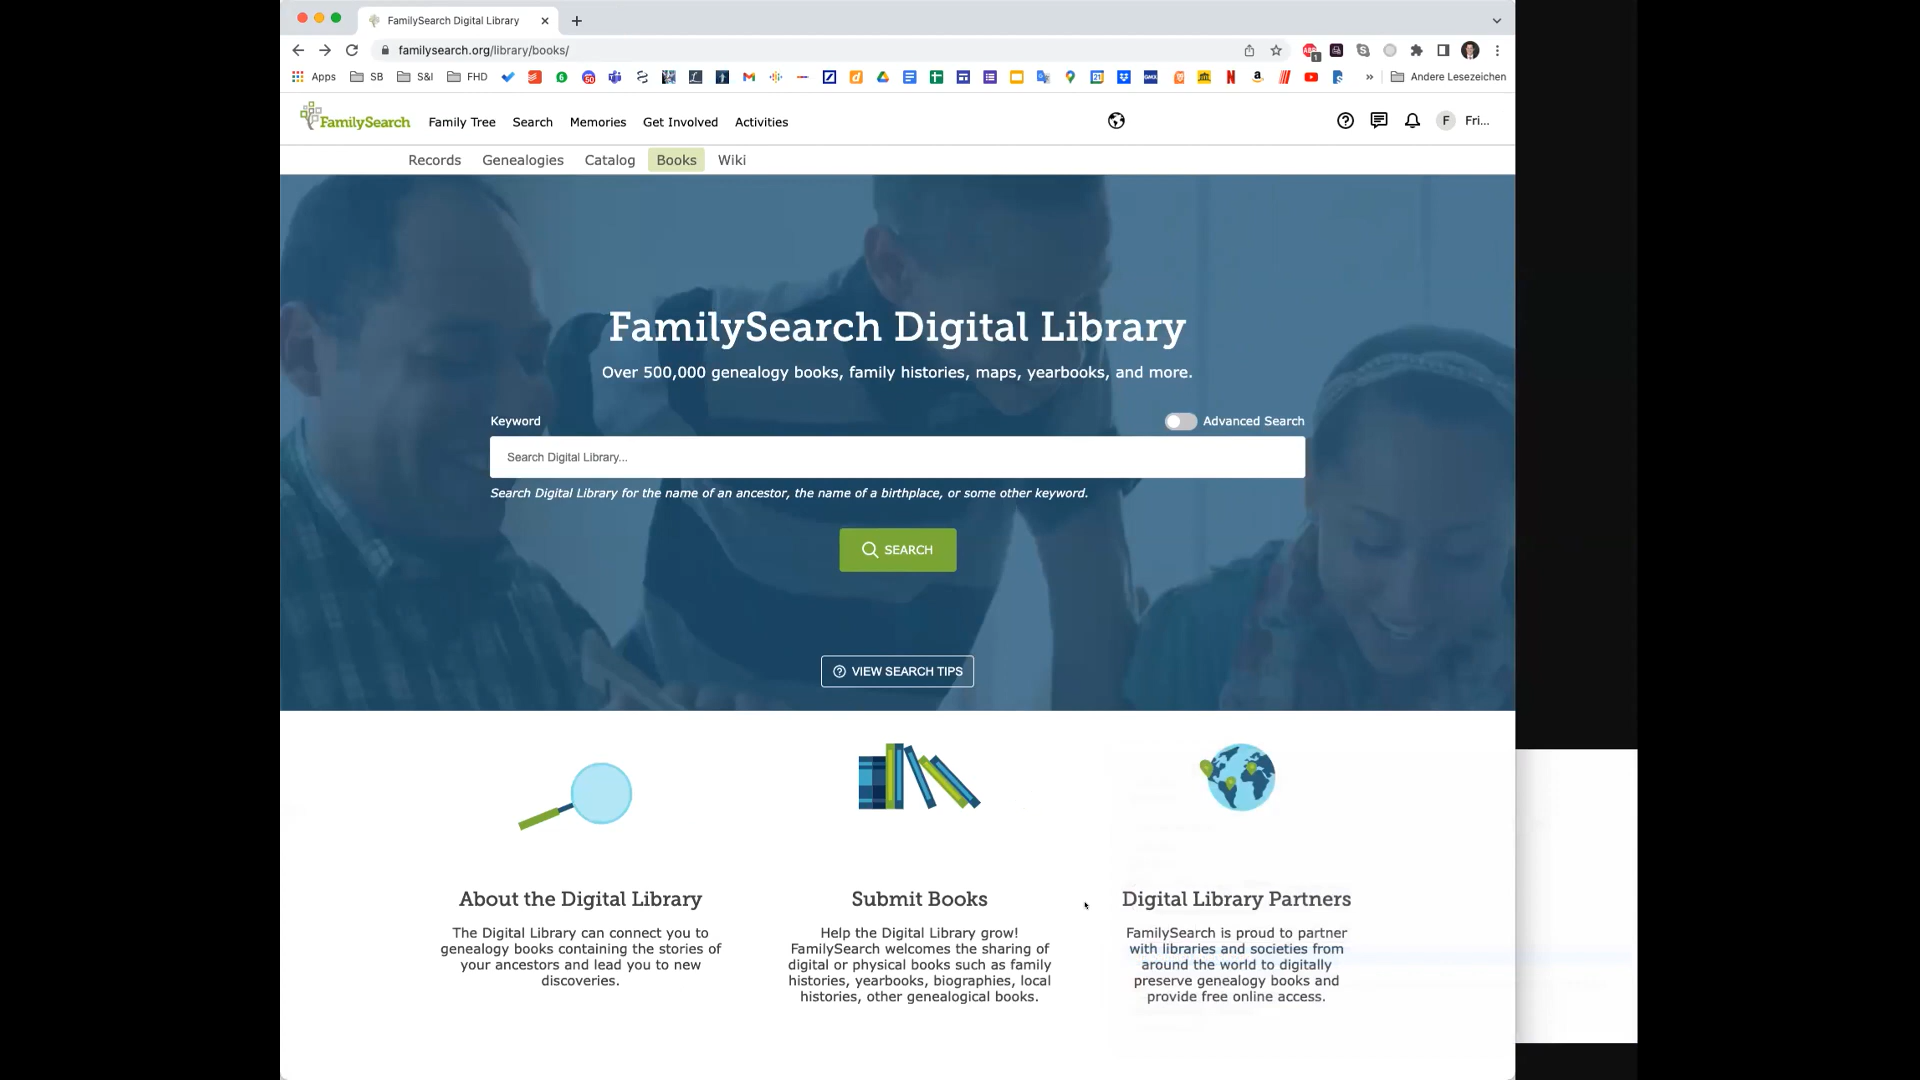 FamilySearch Digital Library
familysearch.org/library/books/
Apps SB S&I FHD Andere Lesezeichen
FamilySearch Family Tree Search Memories Get Involved Activities F Fri...
Records Genealogies Catalog Books Wiki
FamilySearch Digital Library
Over 500,000 genealogy books, family histories, maps, yearbooks, and more.
Keyword Advanced Search
Search Digital Library...
Search Digital Library for the name of an ancestor, the name of a birthplace, or some other keyword.
SEARCH
VIEW SEARCH TIPS
About the Digital Library
The Digital Library can connect you to
genealogy books containing the stories of
your ancestors and lead you to new
discoveries.
Submit Books
Help the Digital Library grow!
FamilySearch welcomes the sharing of
digital or physical books such as family
histories, yearbooks, biographies, local
histories, other genealogical books.
Digital Library Partners
FamilySearch is proud to partner
with libraries and societies from
around the world to digitally
preserve genealogy books and
provide free online access.